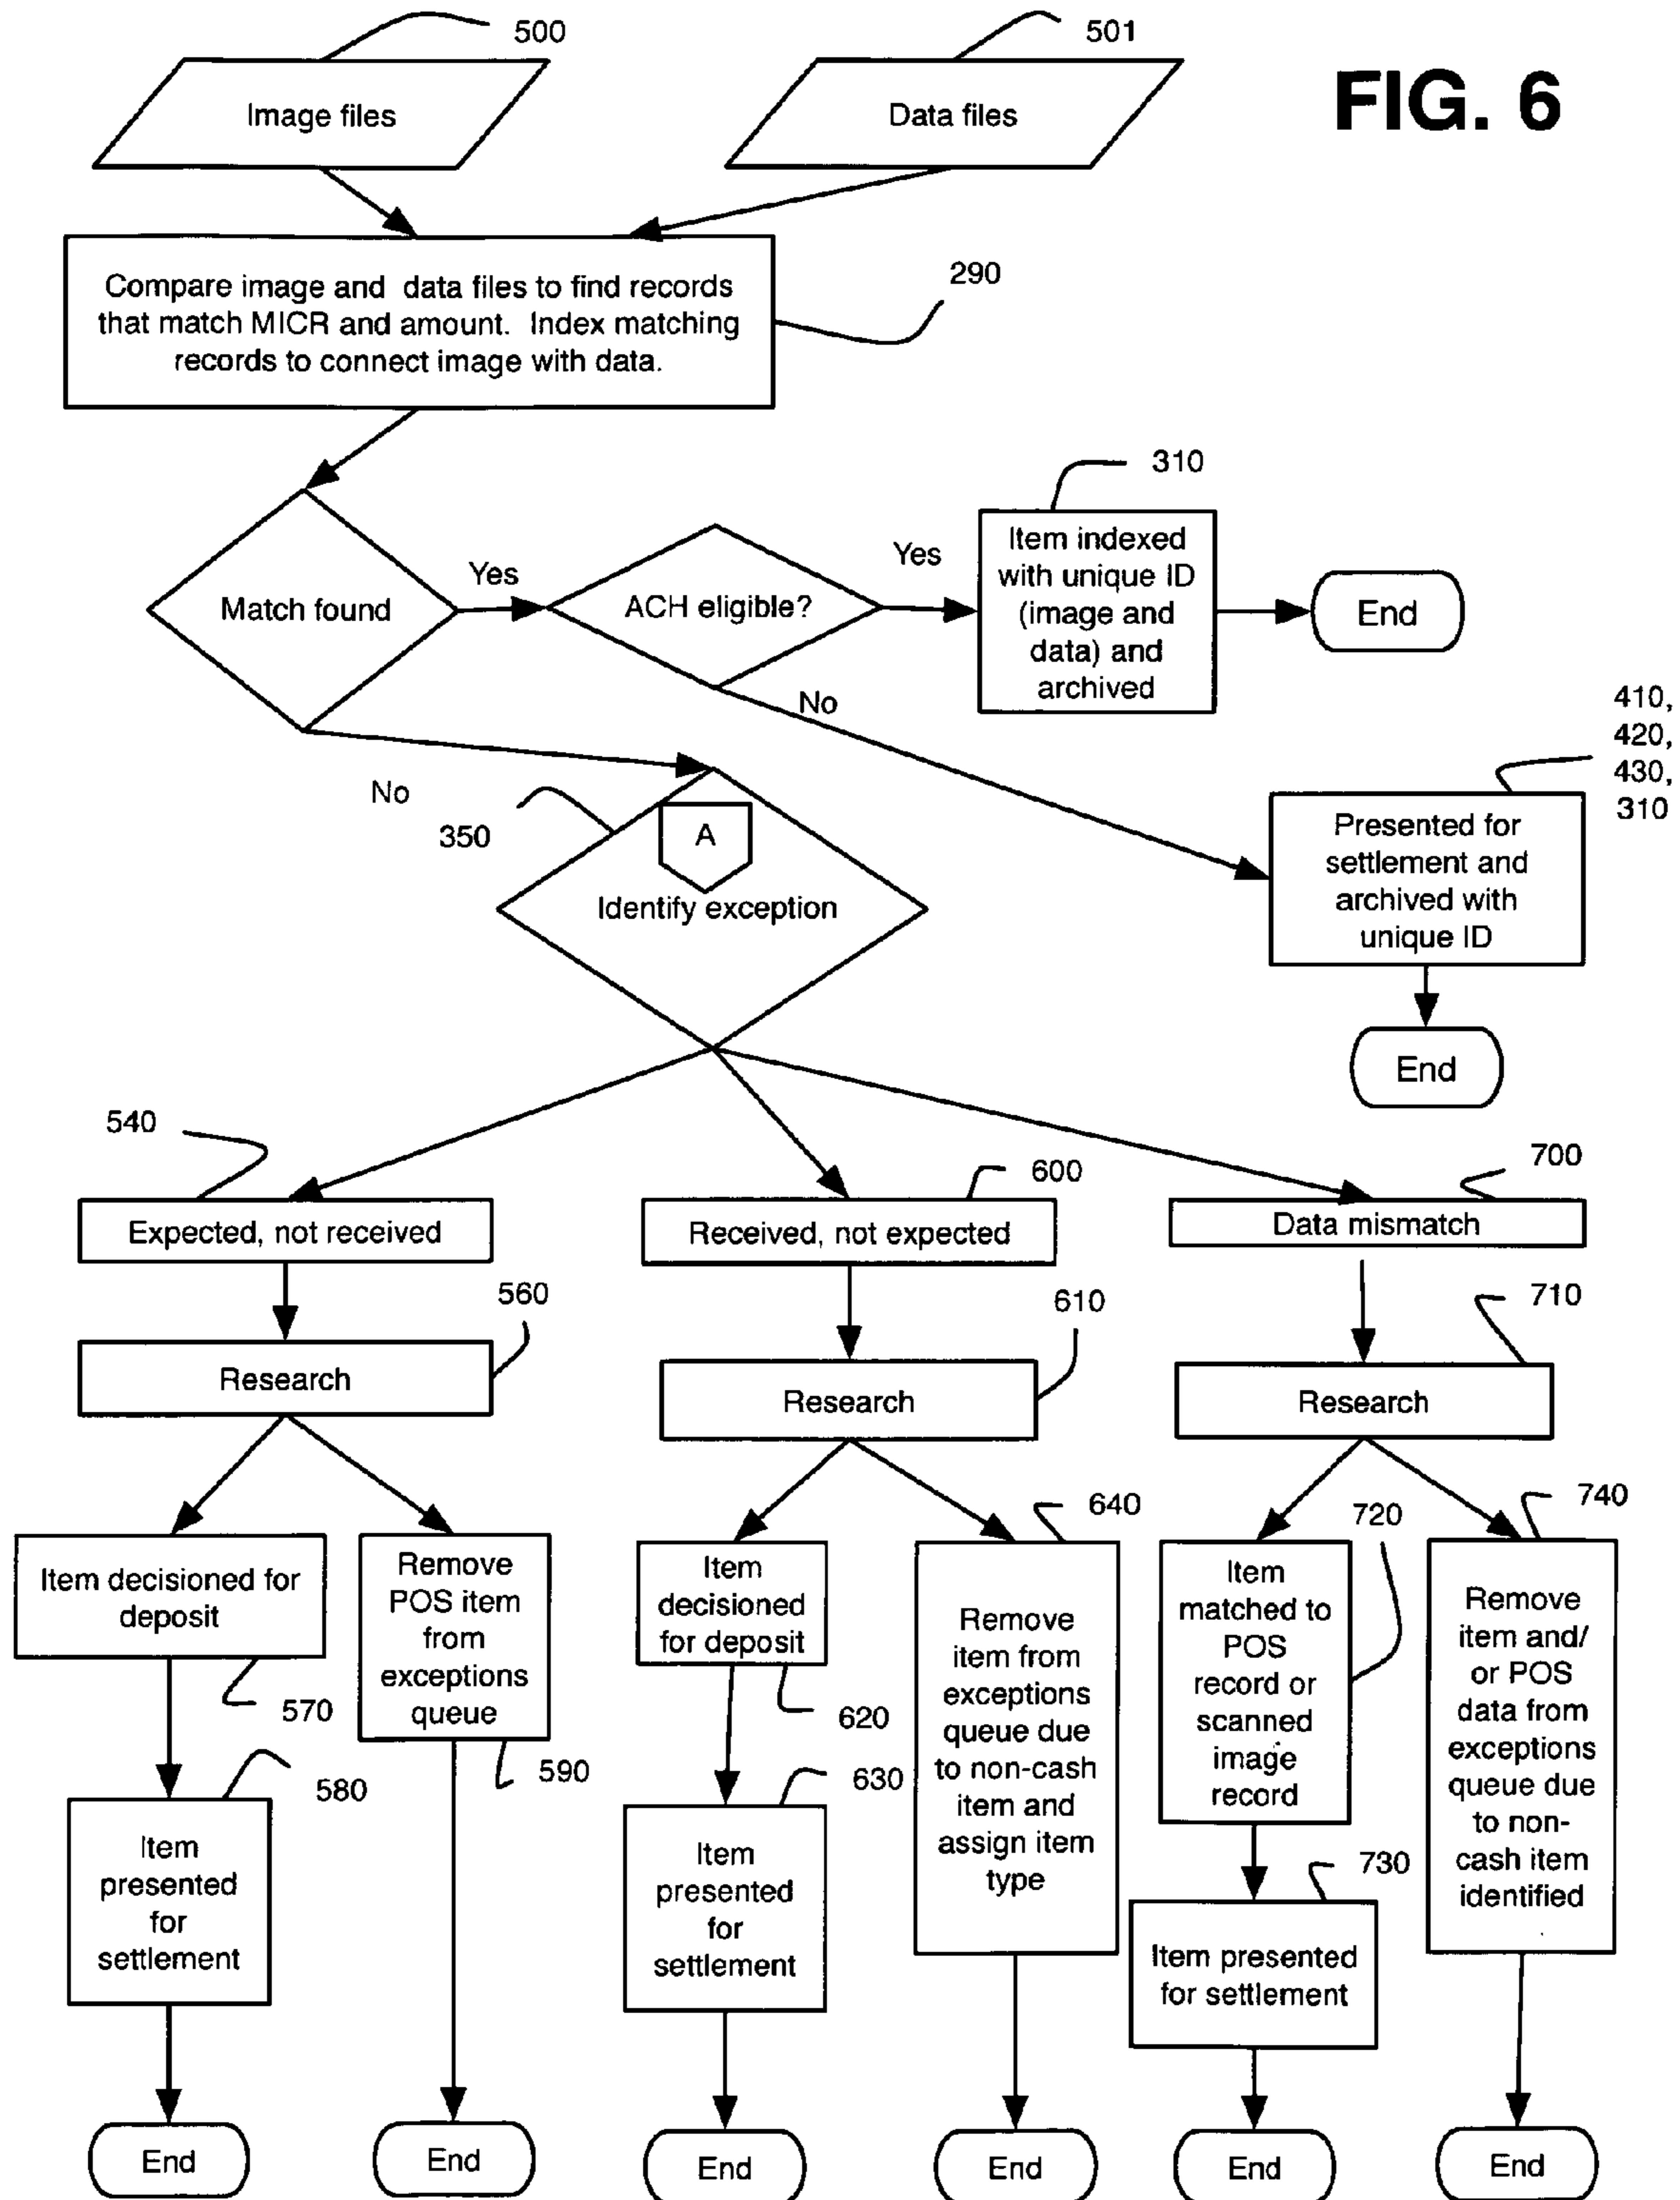 500
501
FIG. 6
Image files
Data files
290
Compare image and data files to find records
that match MICR and amount. Index matching
records to connect image with data.
310
Match found
Yes
ACH eligible?
Yes
Item indexed
with unique ID
(image and
data) and
archived
End
No
No
350
A
Identify exception
410,
420,
430,
310
Presented for
settlement and
archived with
unique ID
End
540
600
700
Expected, not received
Received, not expected
Data mismatch
560
610
710
Research
Research
Research
640
720
740
Item decisioned for
deposit
570
Remove
POS item
from
exceptions
queue
590
Item
decisioned
for deposit
620
Remove
item from
exceptions
queue due
to non-cash
item and
assign item
type
Item
matched to
POS
record or
scanned
image
record
Remove
item and/
or POS
data from
exceptions
queue due
to non-
cash item
identified
580
630
730
Item
presented
for
settlement
Item
presented
for
settlement
Item presented
for settlement
End
End
End
End
End
End